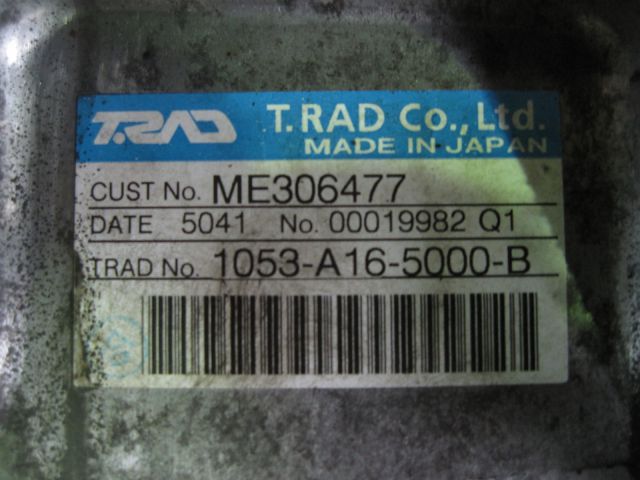 T.RAD T.RAD Co., Ltd.
MADE IN JAPAN
CUST No. ME306477
DATE 5041 No. 00019982 Q1
TRAD No. 1053-A16-5000-B